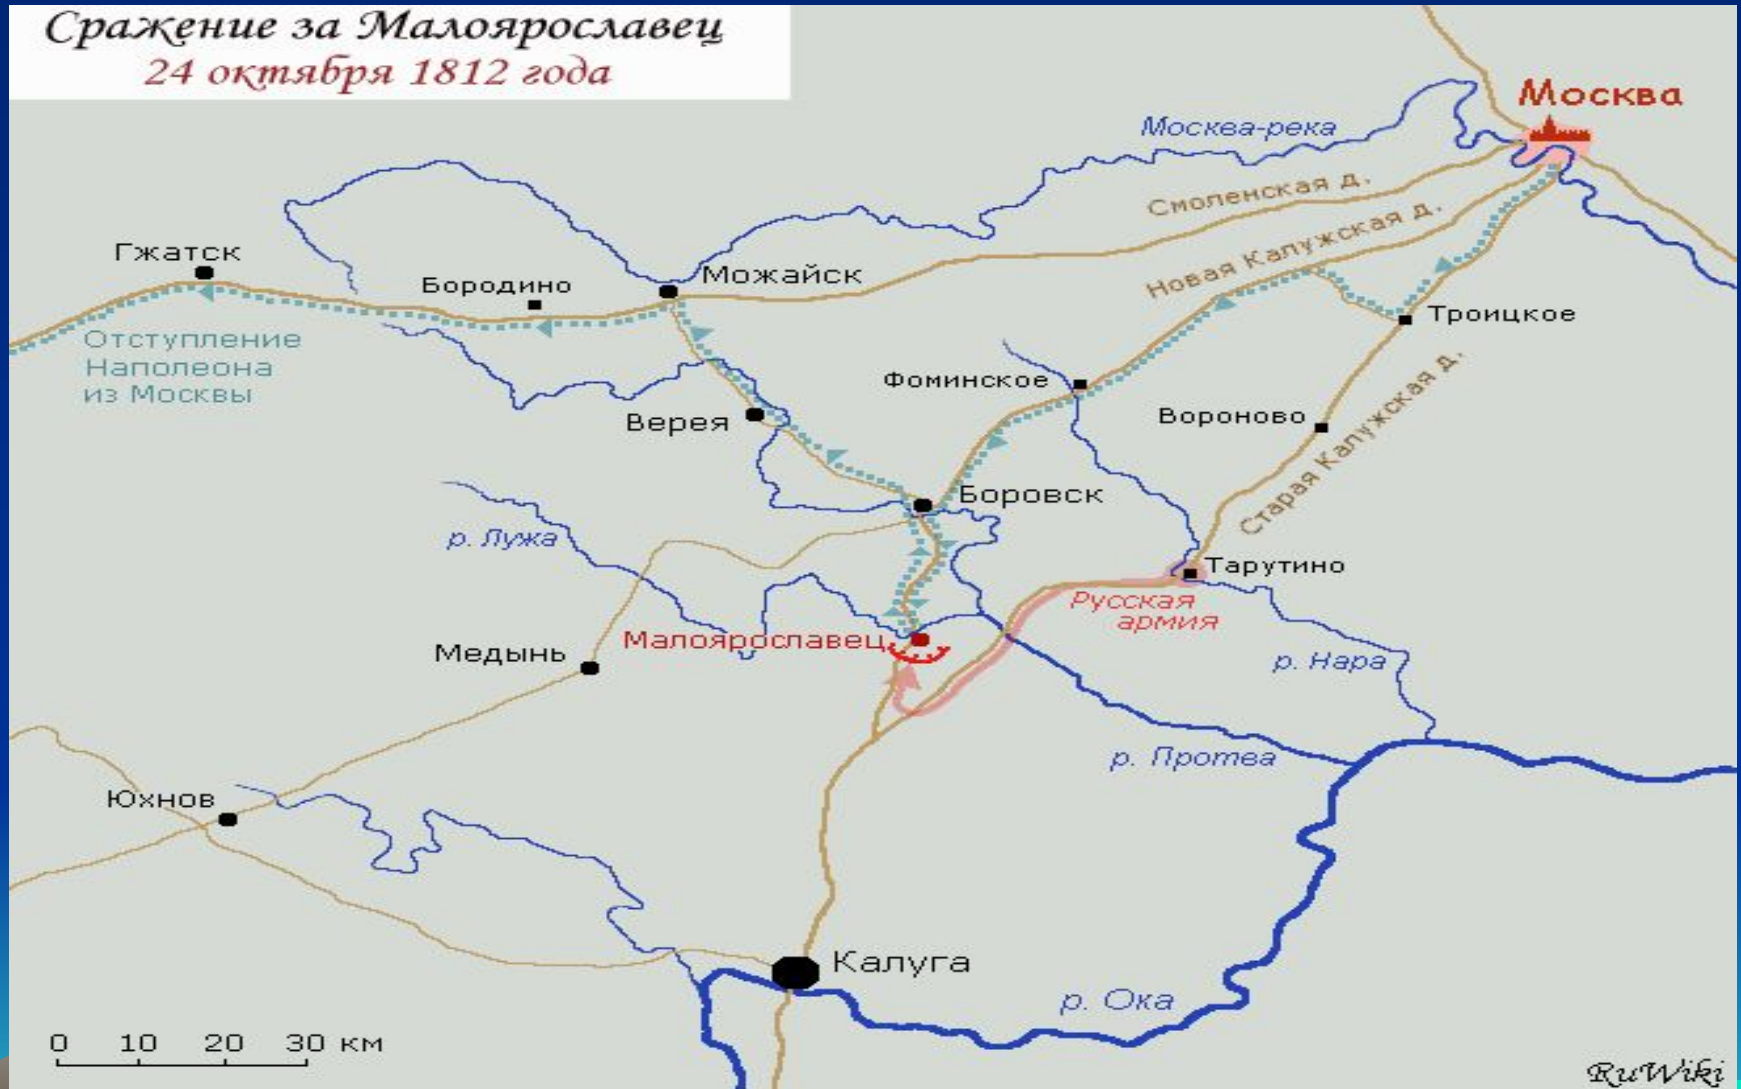 Сражение за Малоярославец
24 октября 1812 года
Москва
Москва-река
Смоленская д.
Новая Калужская д.
Гжатск
Бородино
Можайск
Троицкое
Отступление
Наполеона
из Москвы
Фоминское
Верея
Вороново
Старая Калужская д.
Боровск
р. Лужа
Тарутино
Русская
армия
Малоярославец
Медынь
р. Нара
р. Протва
Юхнов
Калуга
р. Ока
0 10 20 30 км
RuWiki